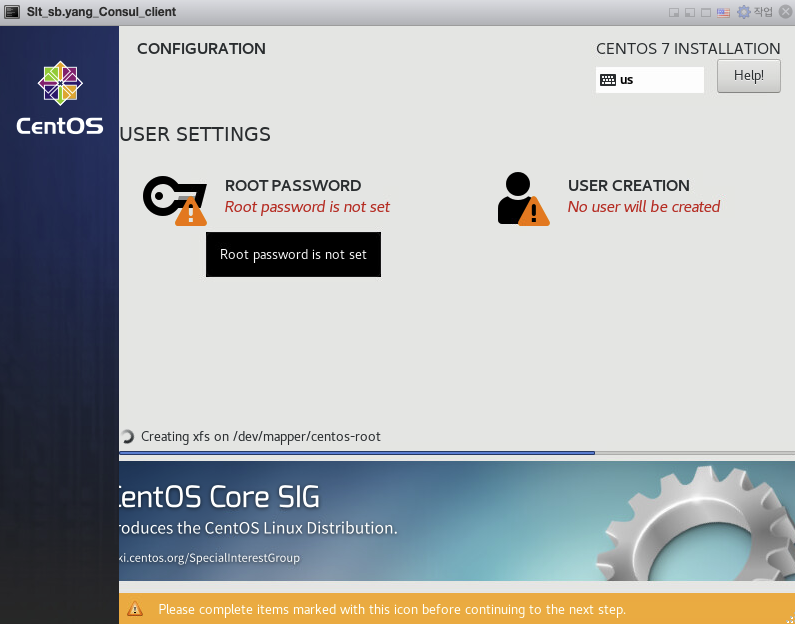 Slt_sb.yang_Consul_client
작업
CONFIGURATION
CENTOS 7 INSTALLATION
us
Help!
CentOS
USER SETTINGS
ROOT PASSWORD
Root password is not set
USER CREATION
No user will be created
Root password is not set
Creating xfs on /dev/mapper/centos-root
CentOS Core SIG
roduces the CentOS Linux Distribution.
ki.centos.org/SpecialInterestGroup
Please complete items marked with this icon before continuing to the next step.